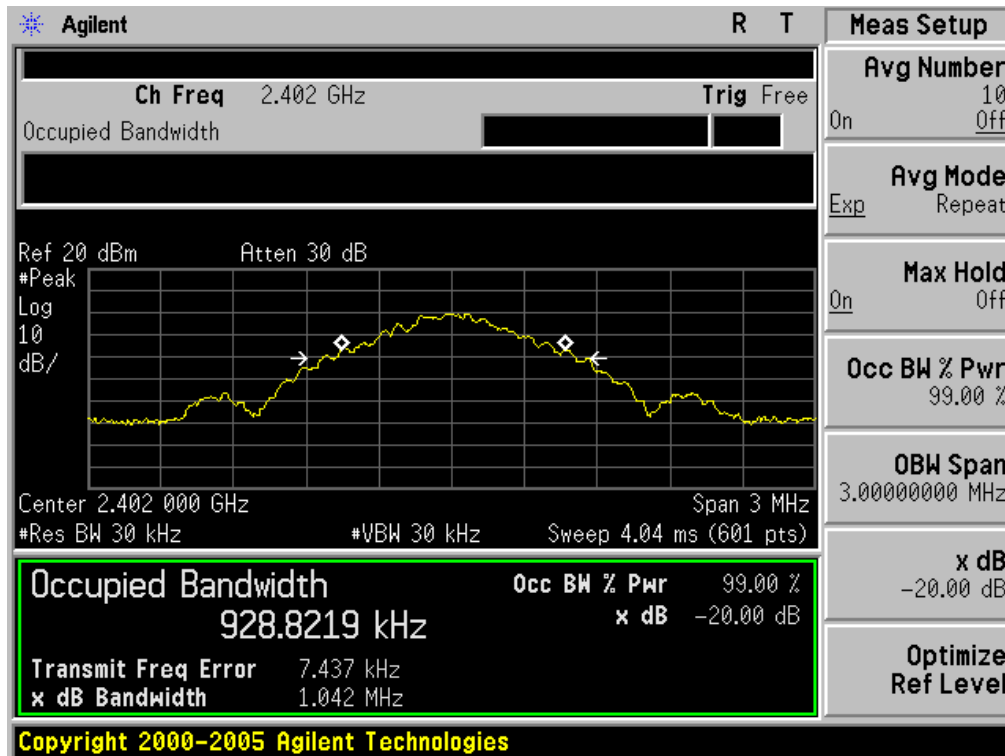 Agilent R T
Ch Freq 2.402 GHz Trig Free
Occupied Bandwidth
Ref 20 dBm Atten 30 dB
#Peak
Log
10
dB/
Center 2.402 000 GHz Span 3 MHz
#Res BW 30 kHz #VBW 30 kHz Sweep 4.04 ms (601 pts)
Occupied Bandwidth Occ BW % Pwr 99.00 %
928.8219 kHz x dB -20.00 dB
Transmit Freq Error 7.437 kHz
x dB Bandwidth 1.042 MHz
Copyright 2000-2005 Agilent Technologies
Meas Setup
Avg Number
10
On Off
Avg Mode
Exp Repeat
Max Hold
On Off
Occ BW % Pwr
99.00 %
OBW Span
3.00000000 MHz
x dB
-20.00 dB
Optimize
Ref Level